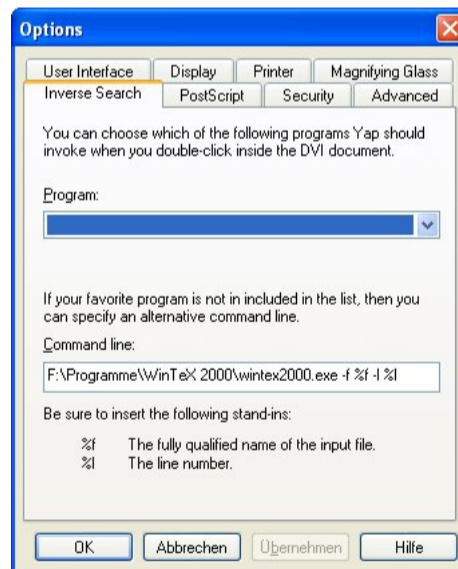 Options
User Interface Display Printer Magnifying Glass
Inverse Search PostScript Security Advanced
You can choose which of the following programs Yap should
invoke when you double-click inside the DVI document.
Program:
If your favorite program is not in included in the list, then you
can specify an alternative command line.
Command line:
F:\Programme\WinTeX 2000\wintex2000.exe -f %f -l %l
Be sure to insert the following stand-ins:
%f The fully qualified name of the input file.
%l The line number.
OK Abbrechen Übernehmen Hilfe